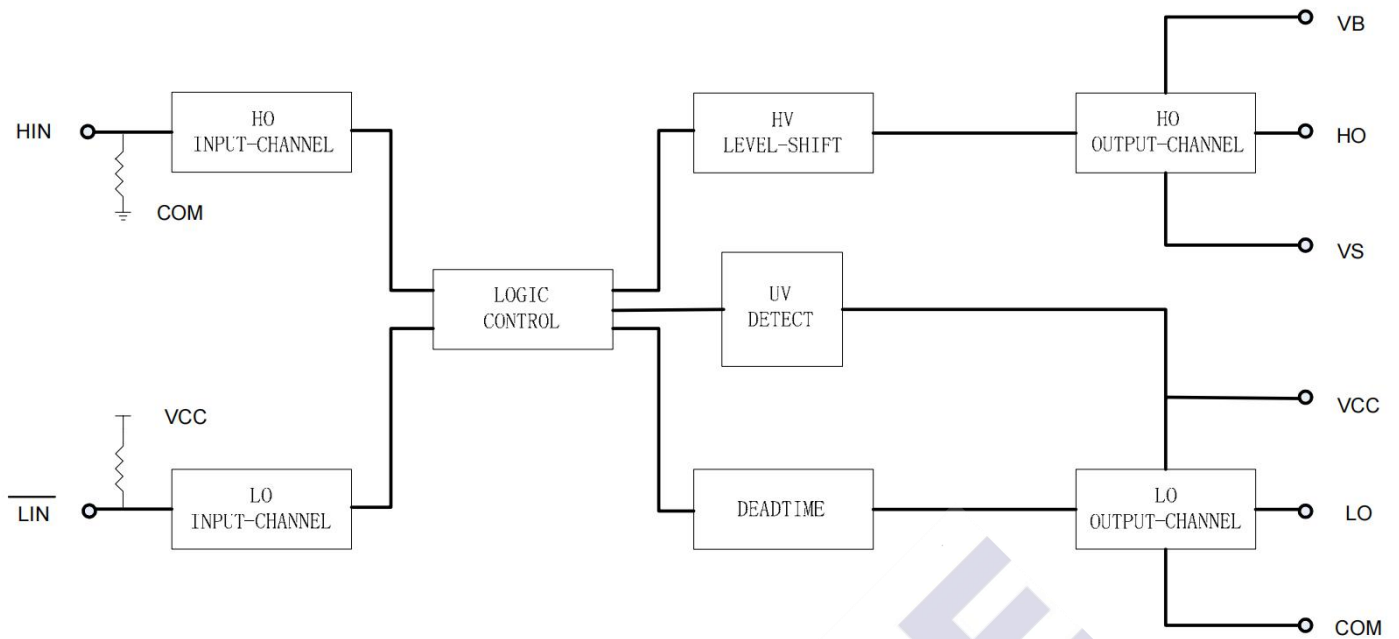 VB
HO
INPUT-CHANNEL
HV
LEVEL-SHIFT
HO
OUTPUT-CHANNEL
HIN
HO
COM
VS
LOGIC
CONTROL
UV
DETECT
VCC
VCC
LIN
LO
INPUT-CHANNEL
DEADTIME
LO
OUTPUT-CHANNEL
LO
COM